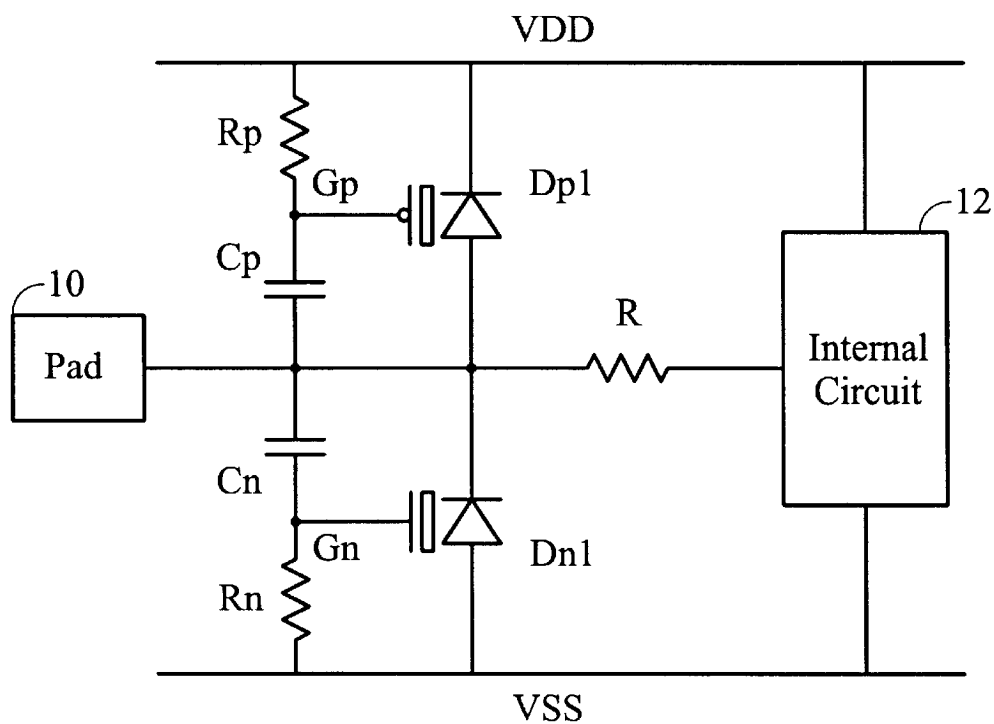 VDD
Rp
Gp
Dp1
12
Cp
10
R
Pad
Internal
Circuit
Cn
Gn
Dn1
Rn
VSS